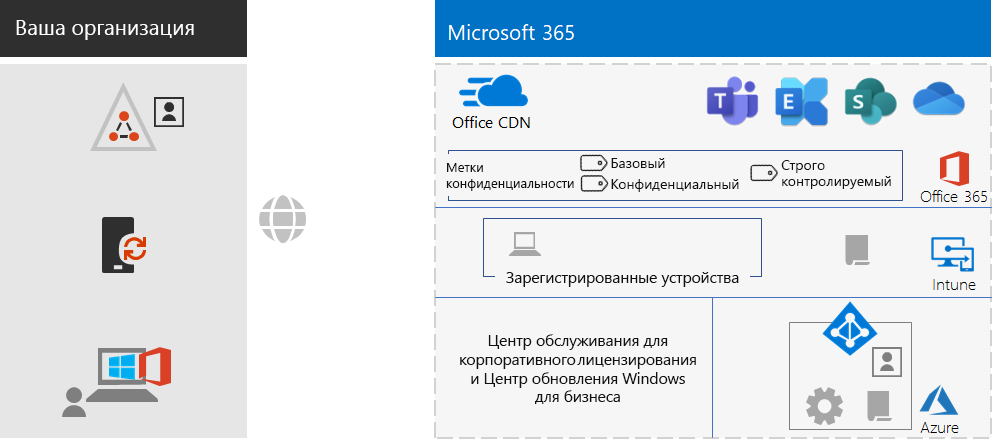 Ваша организация
Microsoft 365
Office CDN
Метки
конфиденциальности
Базовый
Конфиденциальный
Строго
контролируемый
Office 365
Зарегистрированные устройства
Intune
Центр обслуживания для
корпоративного лицензирования
и Центр обновления Windows
для бизнеса
Azure